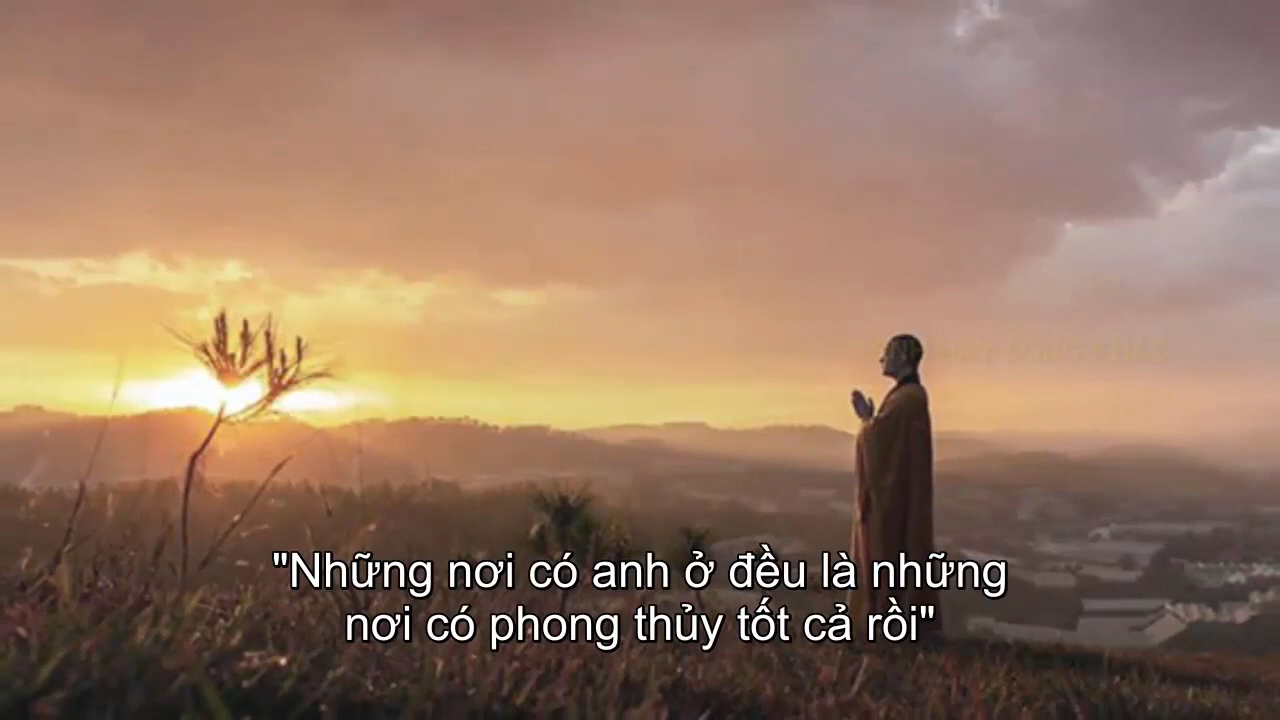 "Những nơi có anh ở đều là những
nơi có phong thủy tốt cả rồi"